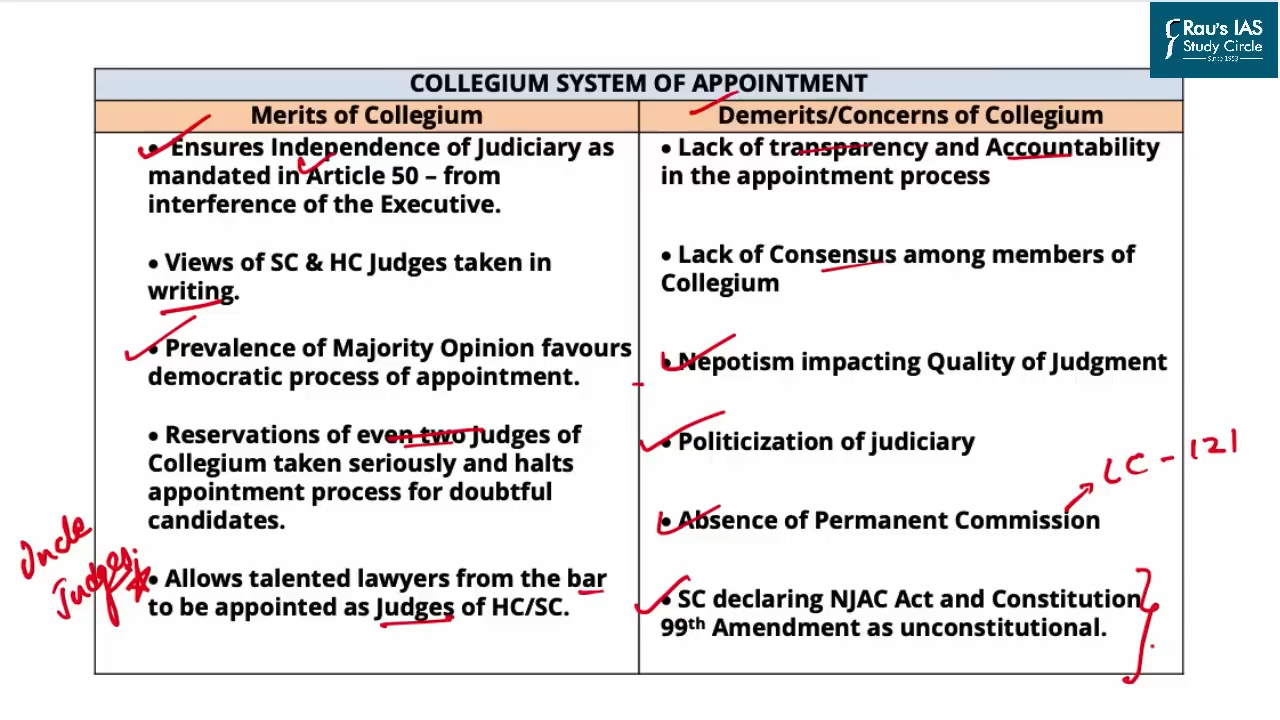 Rau's IAS
Study Circle
Since 1953
COLLEGIUM SYSTEM OF APPOINTMENT
Merits of Collegium
• Ensures Independence of Judiciary as
mandated in Article 50 – from
interference of the Executive.
• Views of SC & HC Judges taken in
writing.
• Prevalence of Majority Opinion favours
democratic process of appointment.
• Reservations of even two Judges of
Collegium taken seriously and halts
appointment process for doubtful
candidates.
• Allows talented lawyers from the bar
to be appointed as Judges of HC/SC.
Uncle
Judges
Demerits/Concerns of Collegium
• Lack of transparency and Accountability
in the appointment process
• Lack of Consensus among members of
Collegium
• Nepotism impacting Quality of Judgment
• Politicization of judiciary
• Absence of Permanent Commission
LC - 121
• SC declaring NJAC Act and Constitution
99th Amendment as unconstitutional.